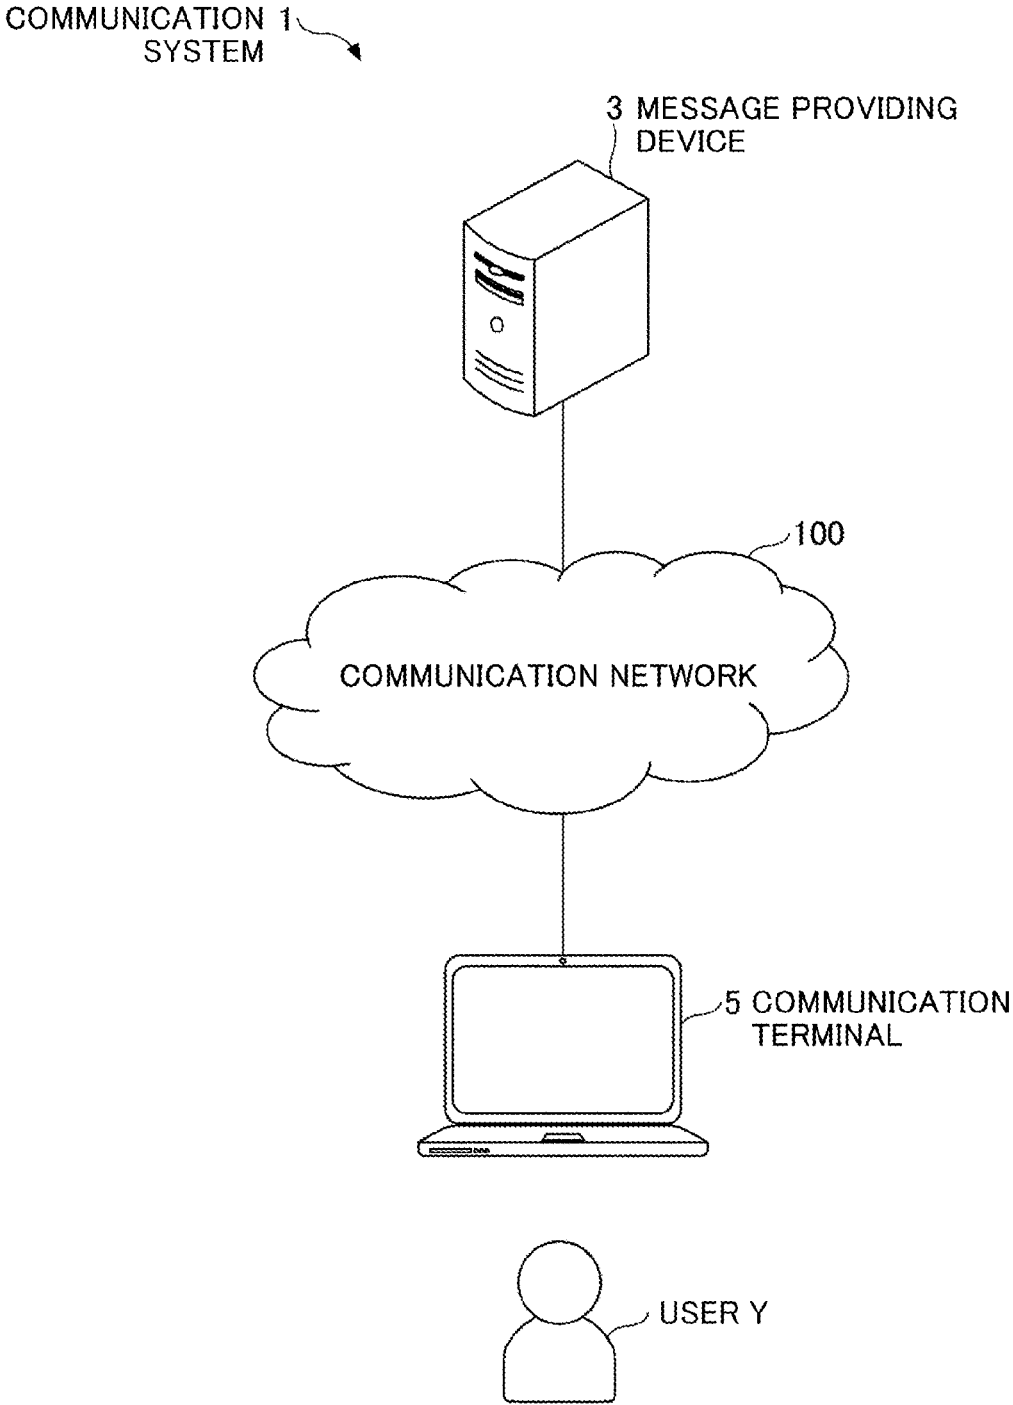 COMMUNICATION 1
SYSTEM
3 MESSAGE PROVIDING
DEVICE
100
COMMUNICATION NETWORK
5 COMMUNICATION
TERMINAL
USER Y